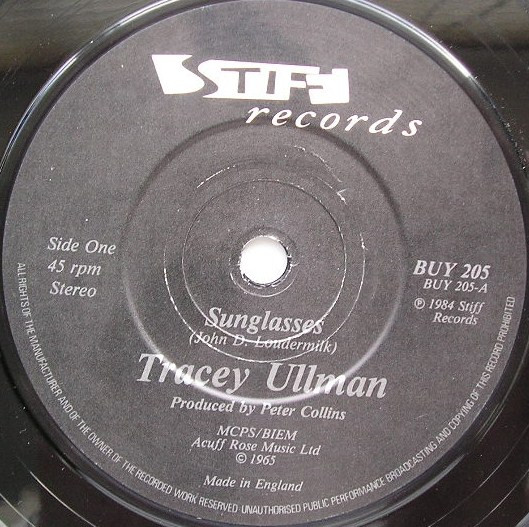 STIFF
records
Side One
45 rpm
Stereo
BUY 205
BUY 205-A
Ⓟ 1984 Stiff
Records
Sunglasses
(John D. Loudermilk)
Tracey Ullman
Produced by Peter Collins
MCPS/BIEM
Acuff Rose Music Ltd
© 1965
Made in England
ALL RIGHTS OF THE MANUFACTURER AND OF THE OWNER OF THE RECORDED WORK RESERVED UNAUTHORISED PUBLIC PERFORMANCE BROADCASTING AND COPYING OF THIS RECORD PROHIBITED